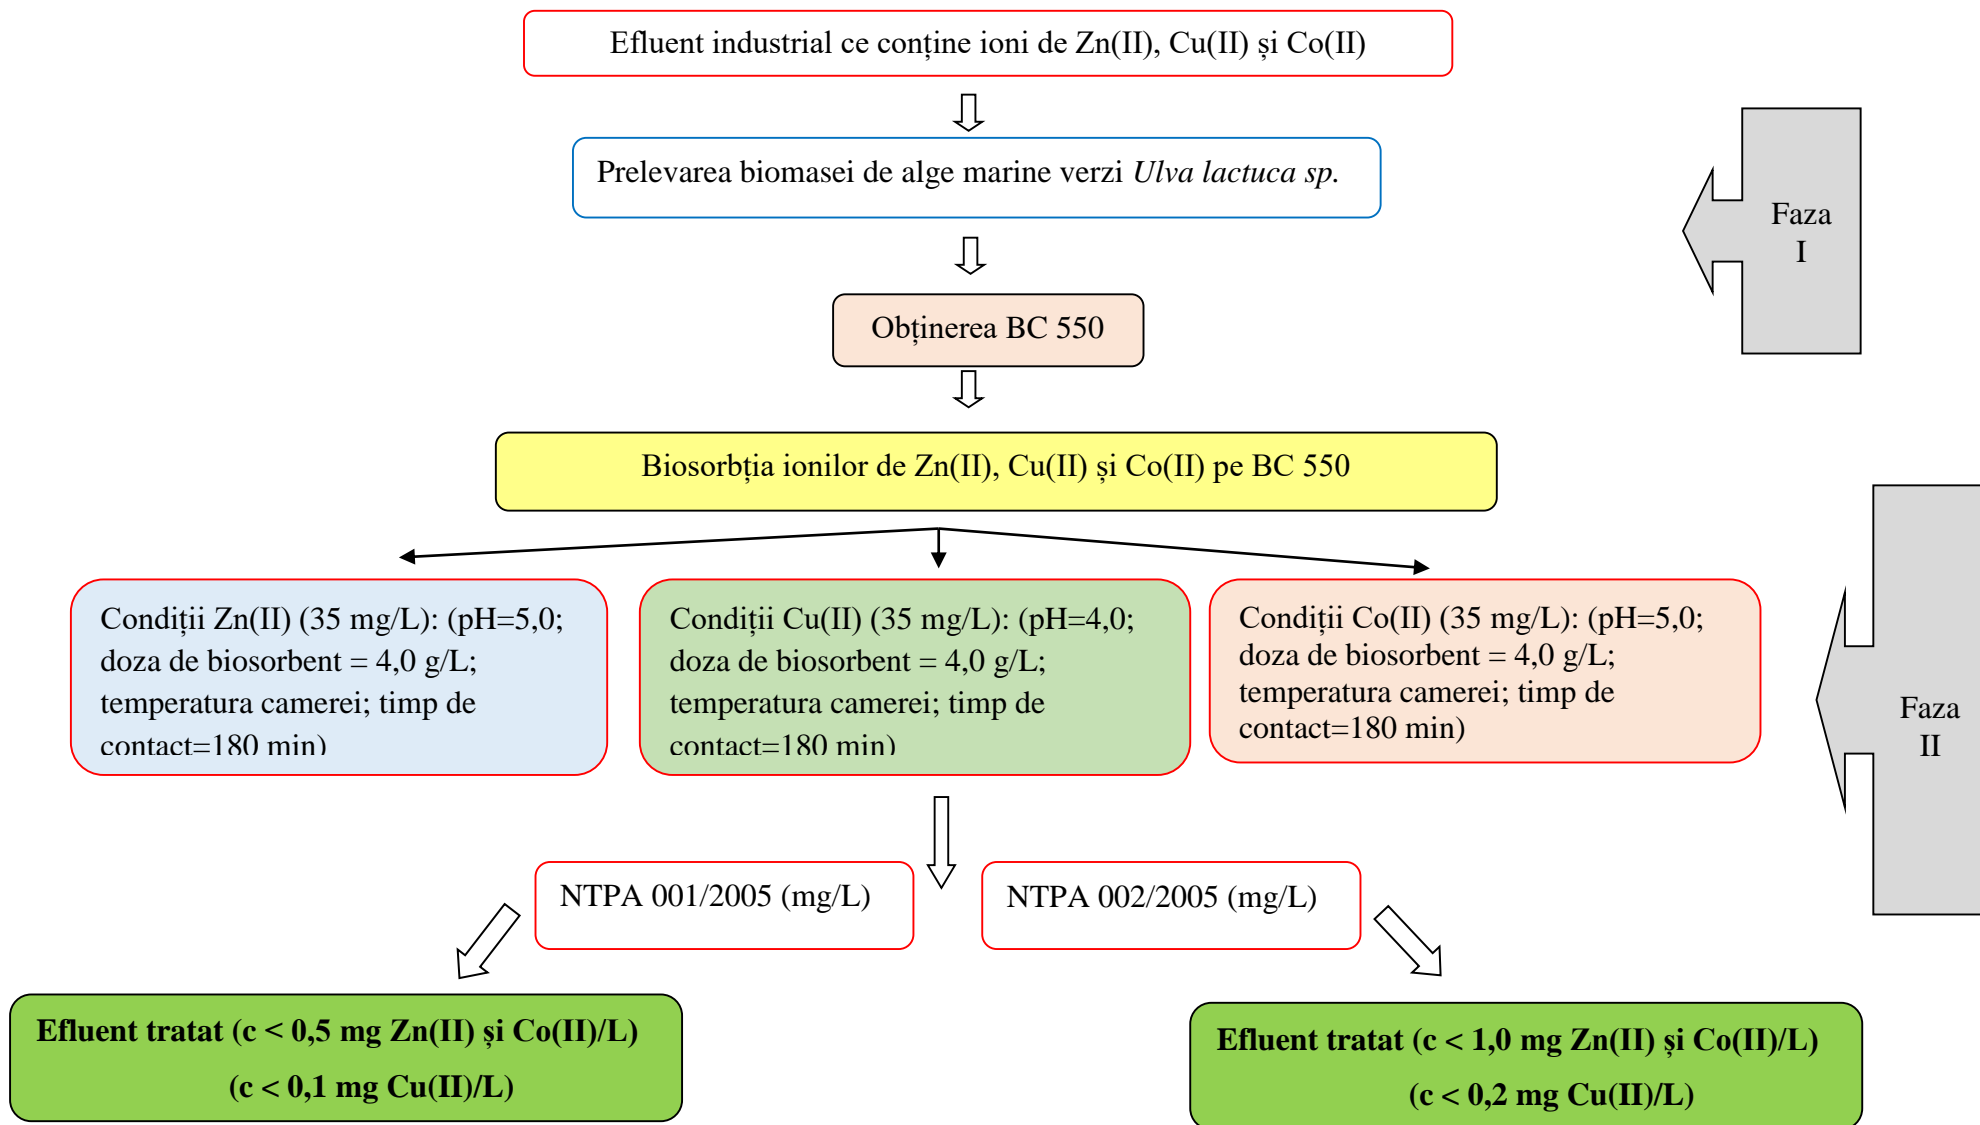 Efluent industrial ce conține ioni de Zn(II), Cu(II) și Co(II)
Prelevarea biomasei de alge marine verzi Ulva lactuca sp.
Faza
I
Obținerea BC 550
Biosorbția ionilor de Zn(II), Cu(II) și Co(II) pe BC 550
Condiții Zn(II) (35 mg/L): (pH=5,0;
doza de biosorbent = 4,0 g/L;
temperatura camerei; timp de
contact=180 min)
Condiții Cu(II) (35 mg/L): (pH=4,0;
doza de biosorbent = 4,0 g/L;
temperatura camerei; timp de
contact=180 min)
Condiții Co(II) (35 mg/L): (pH=5,0;
doza de biosorbent = 4,0 g/L;
temperatura camerei; timp de
contact=180 min)
Faza
II
NTPA 001/2005 (mg/L)
NTPA 002/2005 (mg/L)
Efluent tratat (c < 0,5 mg Zn(II) și Co(II)/L)
(c < 0,1 mg Cu(II)/L)
Efluent tratat (c < 1,0 mg Zn(II) și Co(II)/L)
(c < 0,2 mg Cu(II)/L)